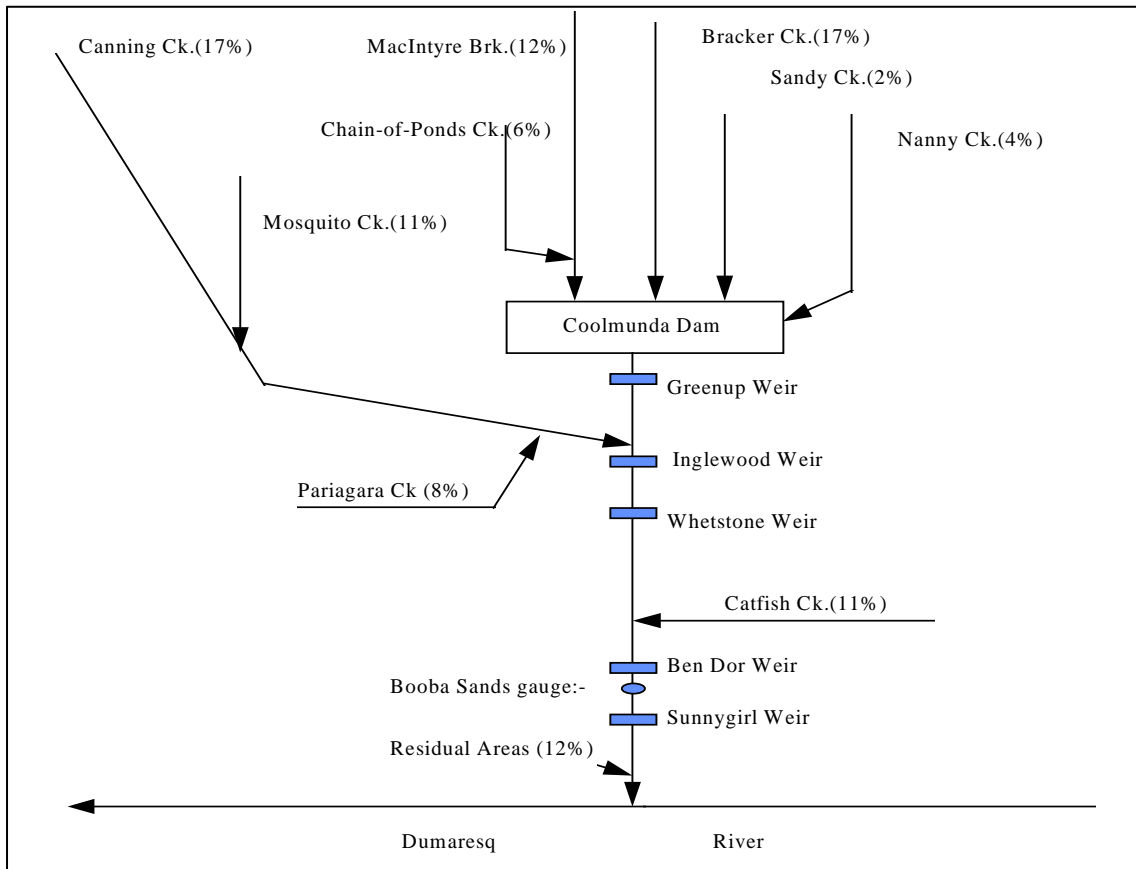 Canning Ck.(17%)
MacIntyre Brk.(12%)
Bracker Ck.(17%)
Sandy Ck.(2%)
Chain-of-Ponds Ck.(6%)
Nanny Ck.(4%)
Mosquito Ck.(11%)
Coolmunda Dam
Greenup Weir
Inglewood Weir
Pariagara Ck (8%)
Whetstone Weir
Catfish Ck.(11%)
Ben Dor Weir
Booba Sands gauge:-
Sunnygirl Weir
Residual Areas (12%)
Dumaresq River